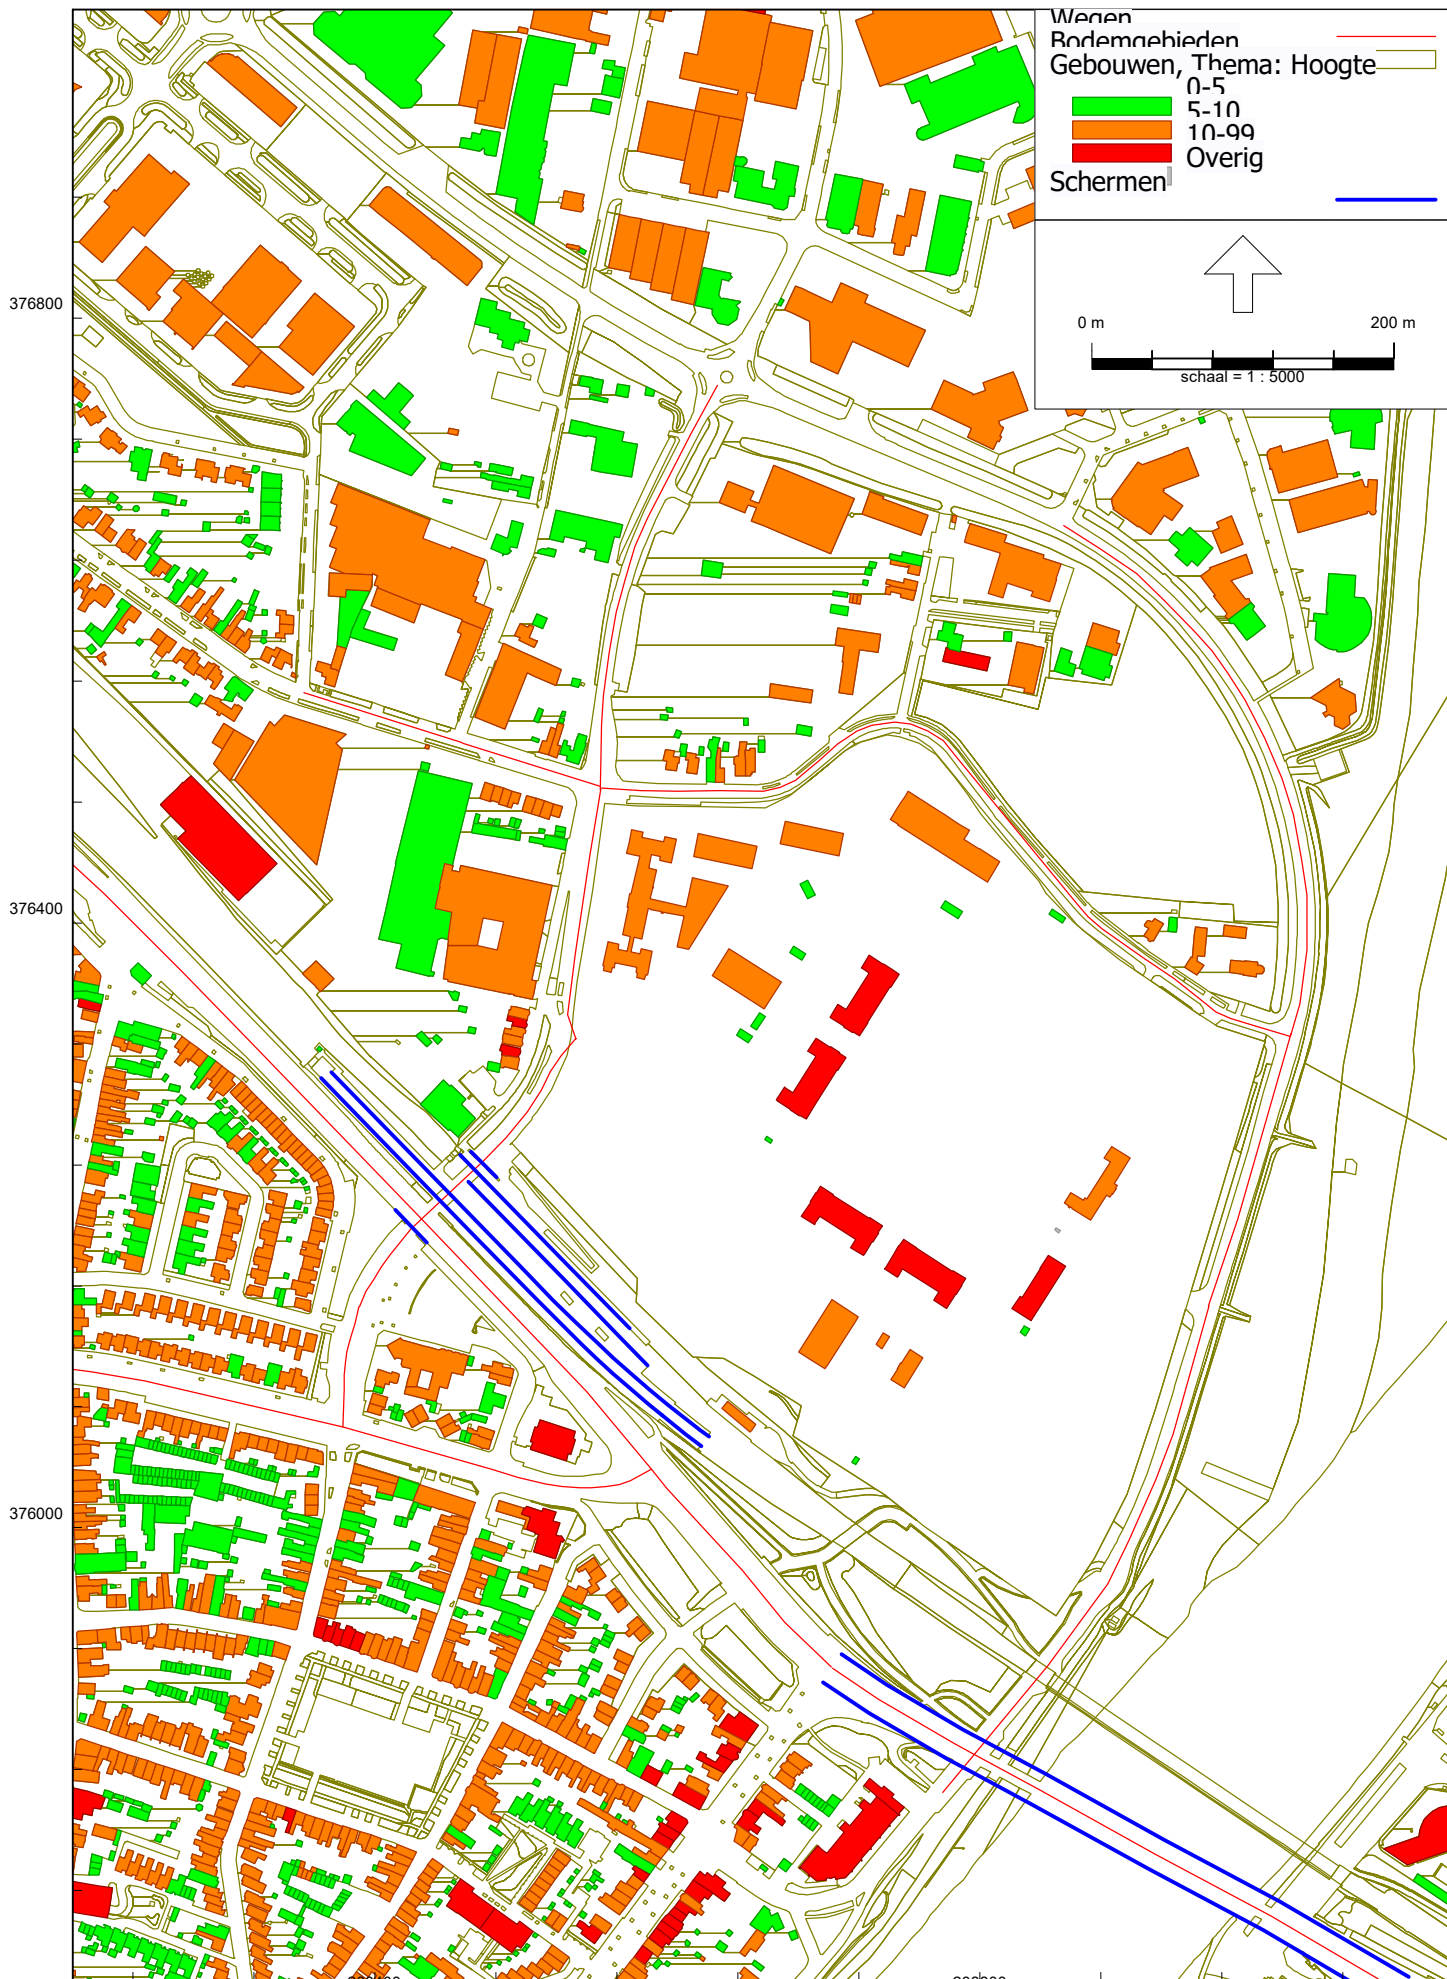 Wegen
Bodemgebieden
Gebouwen, Thema: Hoogte
0-5
5-10
10-99
Overig
Schermen
0 m 200 m
schaal = 1 : 5000
376800
376400
376000